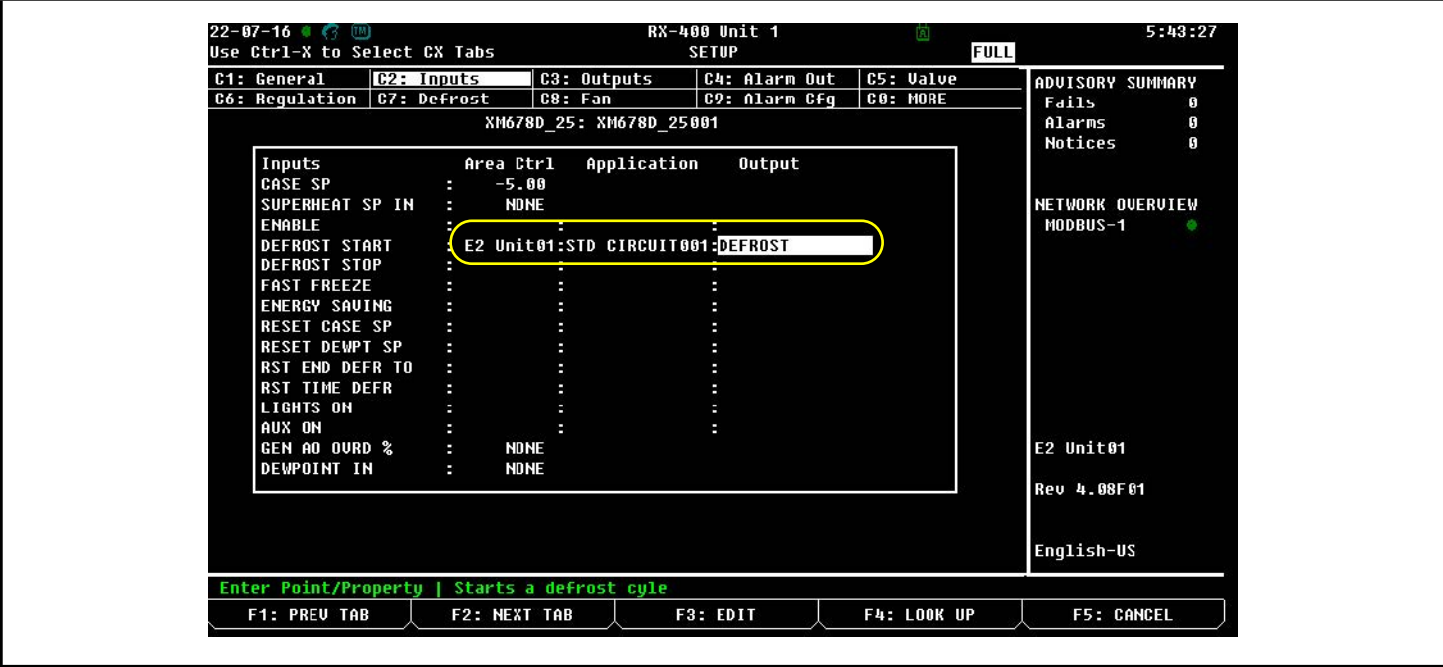 22-07-16 TM RX-400 Unit 1 A 5:43:27
Use Ctrl-X to Select CX Tabs SETUP FULL
C1: General C2: Inputs C3: Outputs C4: Alarm Out C5: Valve
C6: Regulation C7: Defrost C8: Fan C9: Alarm Cfg C0: MORE
XM678D_25: XM678D_25001
Inputs Area Ctrl Application Output
CASE SP : -5.00
SUPERHEAT SP IN : NONE
ENABLE : : :
DEFROST START : E2 Unit01:STD CIRCUIT001:DEFROST
DEFROST STOP : : :
FAST FREEZE : : :
ENERGY SAVING : : :
RESET CASE SP : : :
RESET DEWPT SP : : :
RST END DEFR TO : : :
RST TIME DEFR : : :
LIGHTS ON : : :
AUX ON : : :
GEN AO OVRD % : NONE
DEWPOINT IN : NONE
ADVISORY SUMMARY
Fails 0
Alarms 0
Notices 0
NETWORK OVERVIEW
MODBUS-1
E2 Unit01
Rev 4.08F01
English-US
Enter Point/Property | Starts a defrost cyle
F1: PREV TAB F2: NEXT TAB F3: EDIT F4: LOOK UP F5: CANCEL